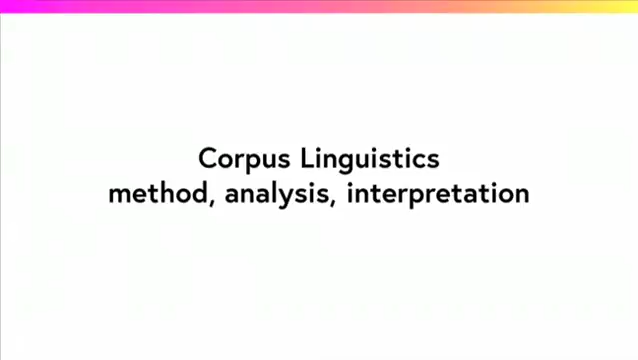 Corpus Linguistics
method, analysis, interpretation